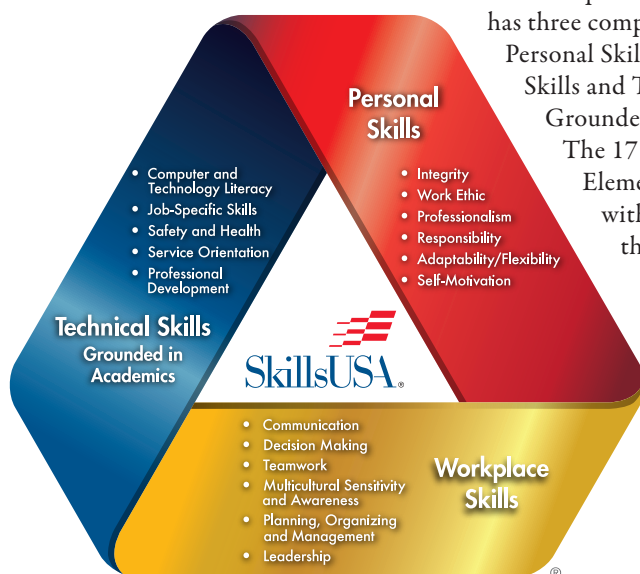 has three comp
Personal Skil
Skills and T
Grounde
The 17
Eleme
with
th
Personal
Skills
• Integrity
• Work Ethic
• Professionalism
• Responsibility
• Adaptability/Flexibility
• Self-Motivation
• Computer and
Technology Literacy
• Job-Specific Skills
• Safety and Health
• Service Orientation
• Professional
Development
Technical Skills
Grounded in
Academics
SkillsUSA®
• Communication
• Decision Making
• Teamwork
• Multicultural Sensitivity
and Awareness
• Planning, Organizing
and Management
• Leadership
Workplace
Skills
®